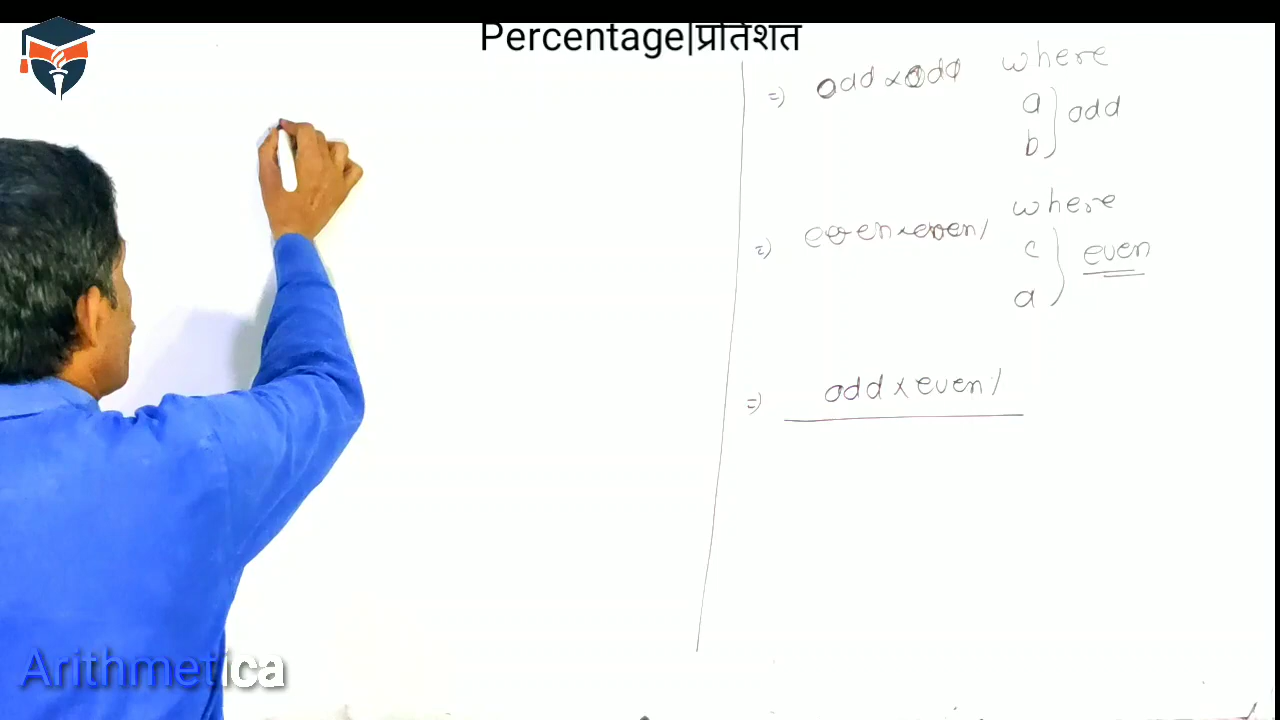 Percentage|प्रतिशत
=) odd x odd where
a
b
odd
=) even x even/ where
c
a
even
=) odd x even/
Arithmetica